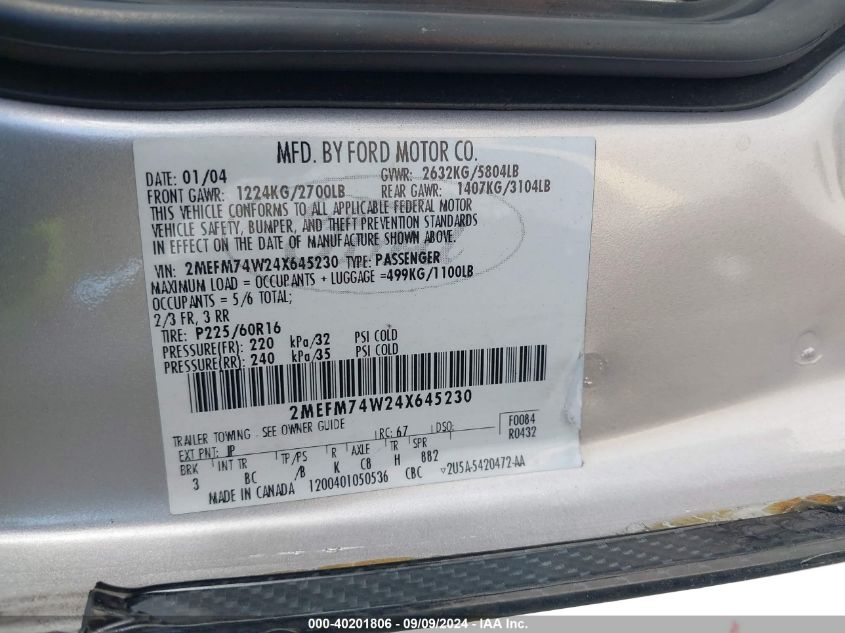 MFD. BY FORD MOTOR CO.
DATE: 01/04 GVWR: 2632KG/5804LB
FRONT GAWR: 1224KG/2700LB REAR GAWR: 1407KG/3104LB
THIS VEHICLE CONFORMS TO ALL APPLICABLE FEDERAL MOTOR
VEHICLE SAFETY, BUMPER, AND THEFT PREVENTION STANDARDS
IN EFFECT ON THE DATE OF MANUFACTURE SHOWN ABOVE.
VIN: 2MEFM74W24X645230 TYPE: PASSENGER
MAXIMUM LOAD = OCCUPANTS + LUGGAGE =499KG/1100LB
OCCUPANTS = 5/6 TOTAL;
2/3 FR, 3 RR
TIRE: P225/60R16
PRESSURE(FR): 220 kPa/32 PSI COLD
PRESSURE(RR): 240 kPa/35 PSI COLD
2MEFM74W24X645230
TRAILER TOWING - SEE OWNER GUIDE
F0084
R0432
EXT PNT: JP RC: 67 DSO:
BRK INT TR TP/PS R AXLE TR SPR
3 BC /B K C8 H BB2
MADE IN CANADA 1200401050536 CBC ▽2U5A-5420472-AA
000-40201806 - 09/09/2024 - IAA Inc.